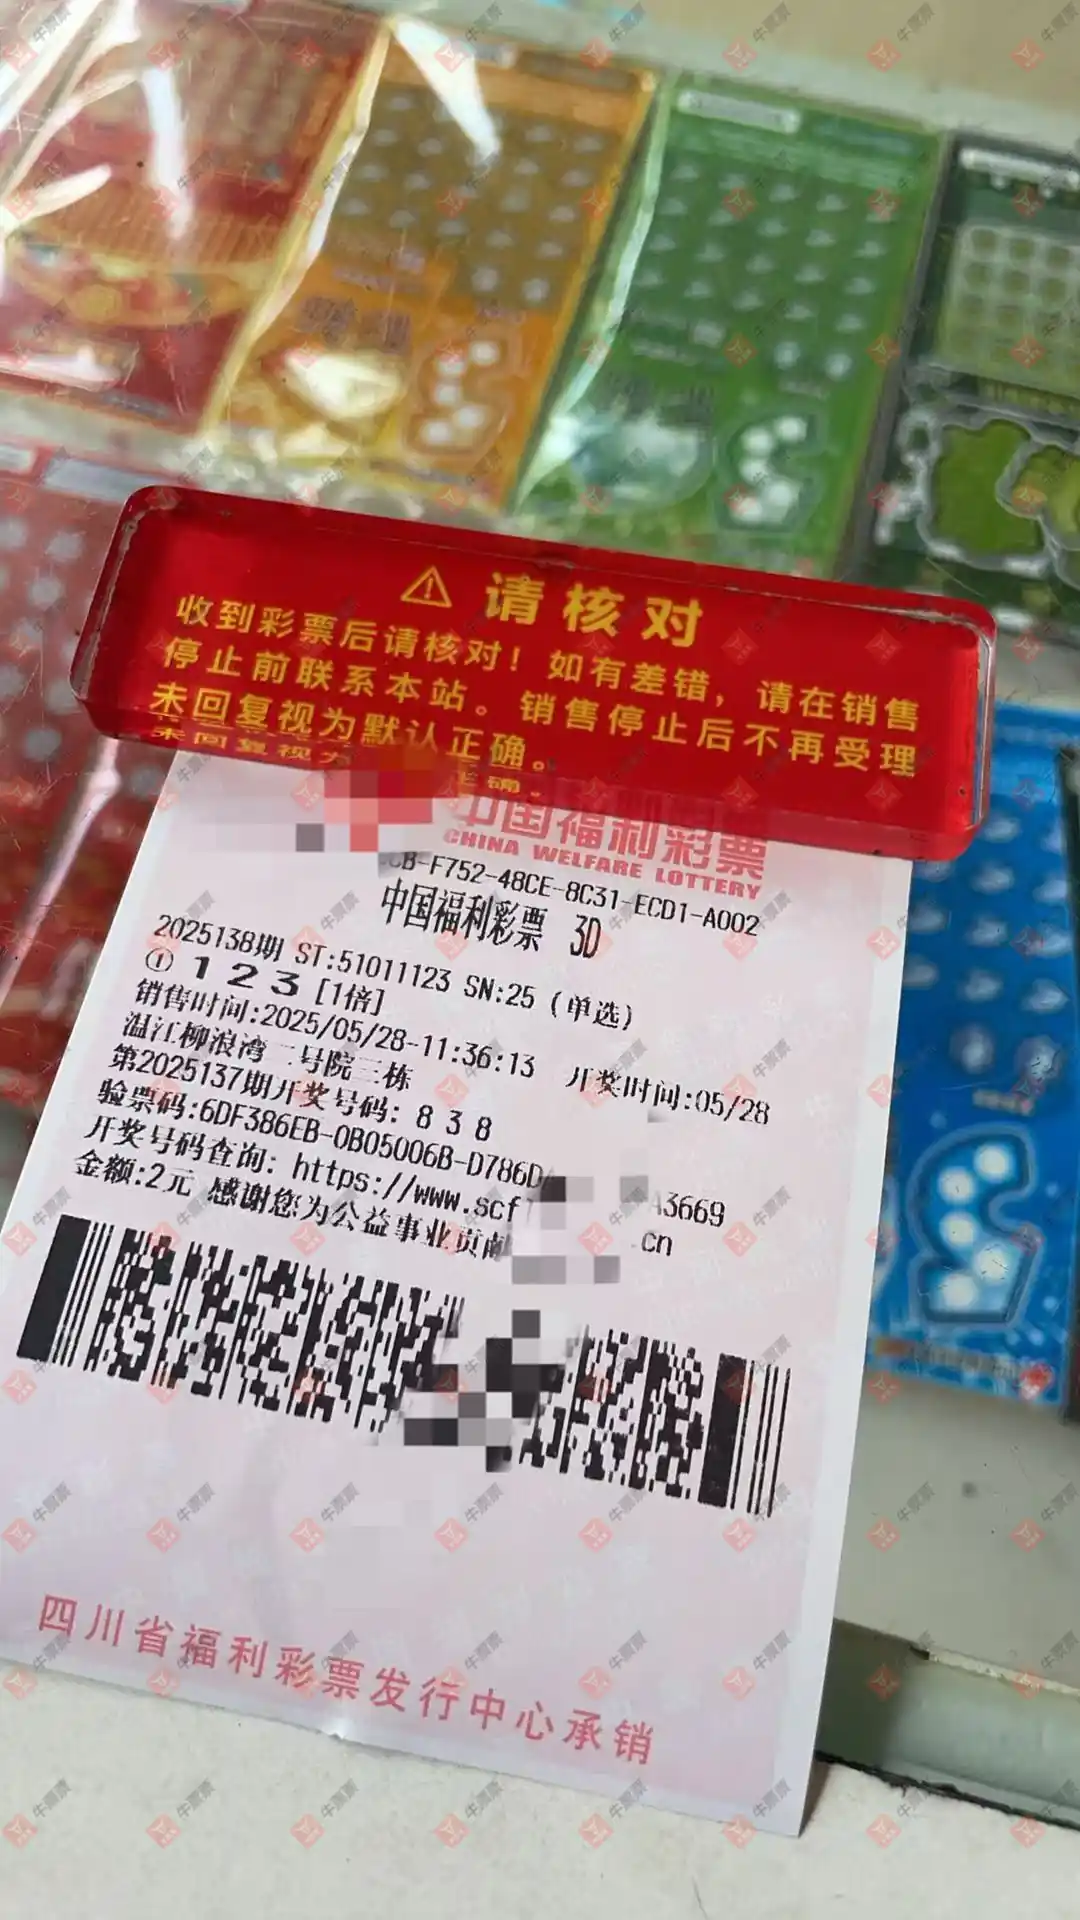 ⚠ 请核对
收到彩票后请核对！如有差错，请在销售
停止前联系本站。销售停止后不再受理
未回复视为默认正确。
中国福利彩票
CHINA WELFARE LOTTERY
CB-F752-48CE-8C31-ECD1-A002
中国福利彩票 3D
2025138期 ST:51011123 SN:25 (单选)
① 1 2 3 [1倍]
销售时间:2025/05/28-11:36:13 开奖时间:05/28
温江柳浪湾二号院三栋
第2025137期开奖号码: 8 3 8
验票码:6DF386EB-0B05006B-D786D A3669
开奖号码查询: https://www.scf .cn
金额:2元 感谢您为公益事业贡献
四川省福利彩票发行中心承销
牛票票